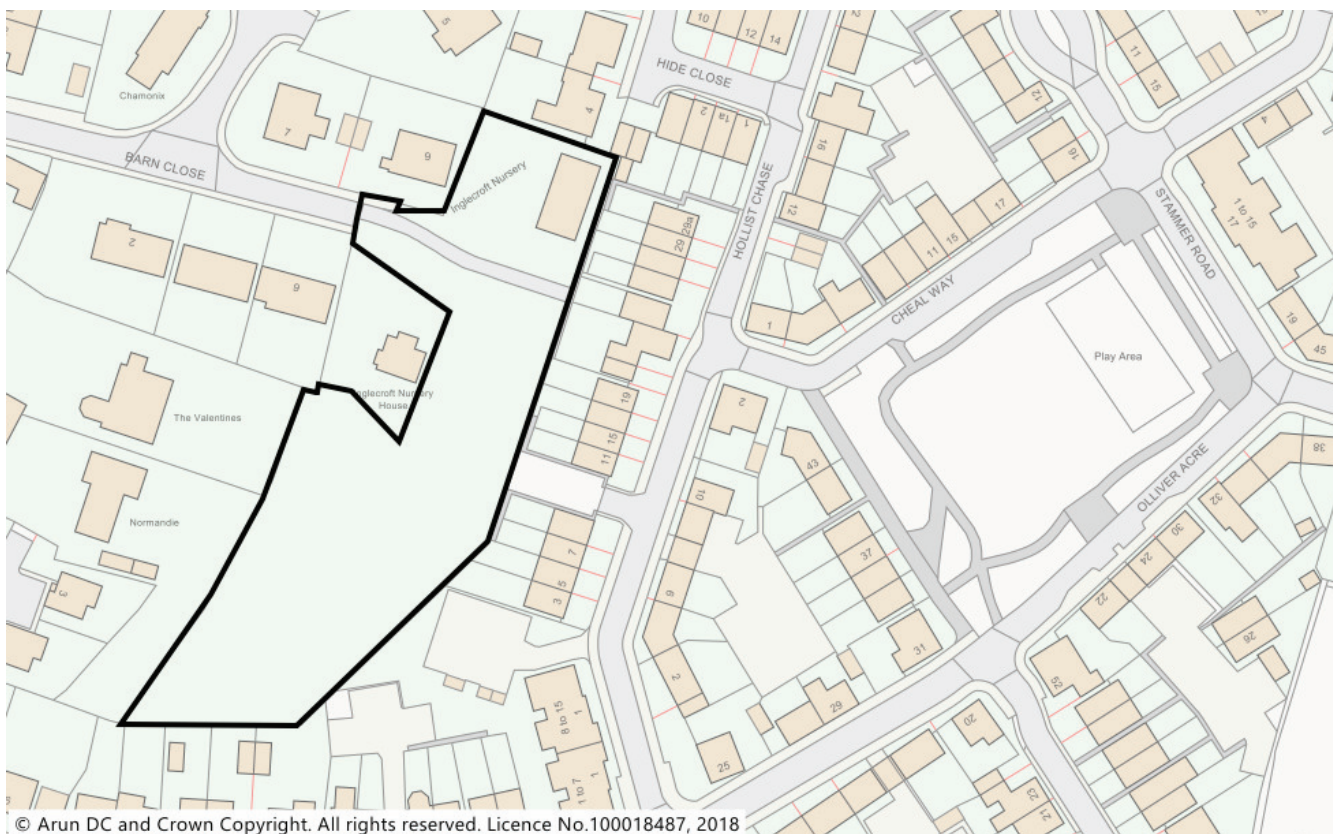 5
10
12
14
12
11
15
12
HIDE CLOSE
Chamonix
4
4
7
9
2
1a
1
16
16
BARN CLOSE
Inglecroft Nursery
HOLLIST CHASE
STAMMER ROAD
1 to 15
17
17
12
15
11
29
29a
2
6
1
CHEAL WAY
19
45
Play Area
Inglecroft Nursery
House
The Valentines
19
15
11
2
43
38
OLLIVER ACRE
32
10
Normandie
30
24
22
7
5
3
37
9
3
31
26
2
29
52
8 to 15
1
20
25
1 to 7
1
23
21
© Arun DC and Crown Copyright. All rights reserved. Licence No.100018487, 2018